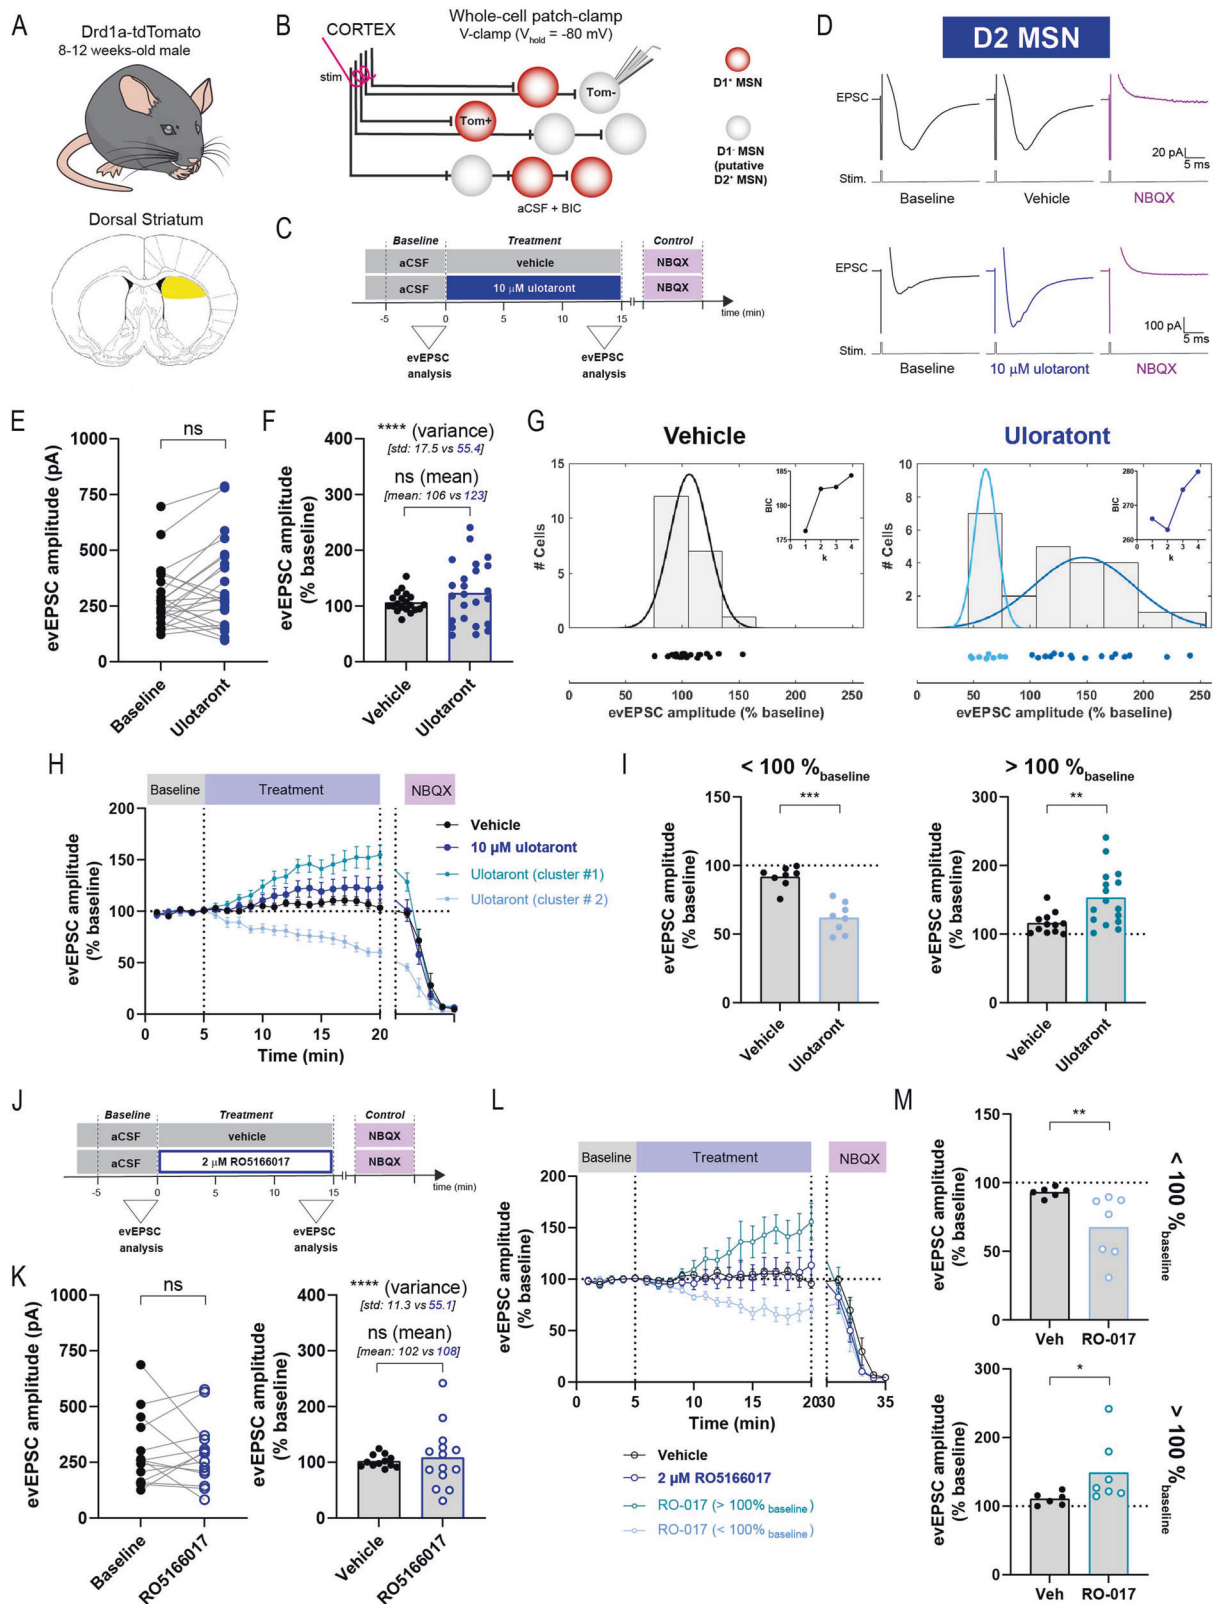 A
Drd1a-tdTomato
8-12 weeks-old male
Dorsal Striatum
B
Whole-cell patch-clamp
V-clamp (Vhold = -80 mV)
CORTEX
stim
Tom-
Tom+
aCSF + BIC
D1+ MSN
D1- MSN
(putative
D2+ MSN)
C
Baseline
Treatment
Control
aCSF
vehicle
NBQX
aCSF
10 µM ulotaront
NBQX
-5
0
5
10
15
time (min)
evEPSC
analysis
evEPSC
analysis
D
D2 MSN
EPSC
20 pA
5 ms
Stim.
Baseline
Vehicle
NBQX
EPSC
100 pA
5 ms
Stim.
Baseline
10 µM ulotaront
NBQX
E
ns
evEPSC amplitude (pA)
1000
750
500
250
0
Baseline
Ulotaront
F
**** (variance)
[std: 17.5 vs 55.4]
ns (mean)
[mean: 106 vs 123]
evEPSC amplitude
(% baseline)
400
300
200
100
0
Vehicle
Ulotaront
G
Vehicle
# Cells
15
10
5
0
BIC
185
180
175
0 1 2 3 4
k
0 50 100 150 200 250
evEPSC amplitude (% baseline)
Uloratont
# Cells
10
8
6
4
2
BIC
280
270
260
0 1 2 3 4
k
0 50 100 150 200 250
evEPSC amplitude (% baseline)
H
Baseline
Treatment
NBQX
evEPSC amplitude
(% baseline)
200
150
100
50
0
0 5 10 15 20
Time (min)
Vehicle
10 µM ulotaront
Ulotaront (cluster #1)
Ulotaront (cluster # 2)
I
< 100 %baseline
***
evEPSC amplitude
(% baseline)
150
100
50
0
Vehicle
Ulotaront
> 100 %baseline
**
evEPSC amplitude
(% baseline)
300
200
100
0
Vehicle
Ulotaront
J
Baseline
Treatment
Control
aCSF
vehicle
NBQX
aCSF
2 µM RO5166017
NBQX
-5
0
5
10
15
time (min)
evEPSC
analysis
evEPSC
analysis
K
ns
evEPSC amplitude (pA)
1000
750
500
250
0
Baseline
RO5166017
**** (variance)
[std: 11.3 vs 55.1]
ns (mean)
[mean: 102 vs 108]
evEPSC amplitude
(% baseline)
400
300
200
100
0
Vehicle
RO5166017
L
Baseline
Treatment
NBQX
evEPSC amplitude
(% baseline)
200
150
100
50
0
0 5 10 15 20 30 35
Time (min)
Vehicle
2 µM RO5166017
RO-017 (> 100% baseline)
RO-017 (< 100% baseline)
M
**
evEPSC amplitude
(% baseline)
150
100
50
0
Veh
RO-017
< 100 %baseline
*
evEPSC amplitude
(% baseline)
300
200
100
0
Veh
RO-017
> 100 %baseline